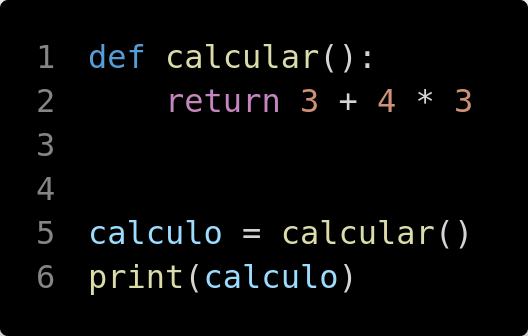 1 def calcular():
2     return 3 + 4 * 3
3
4
5 calculo = calcular()
6 print(calculo)